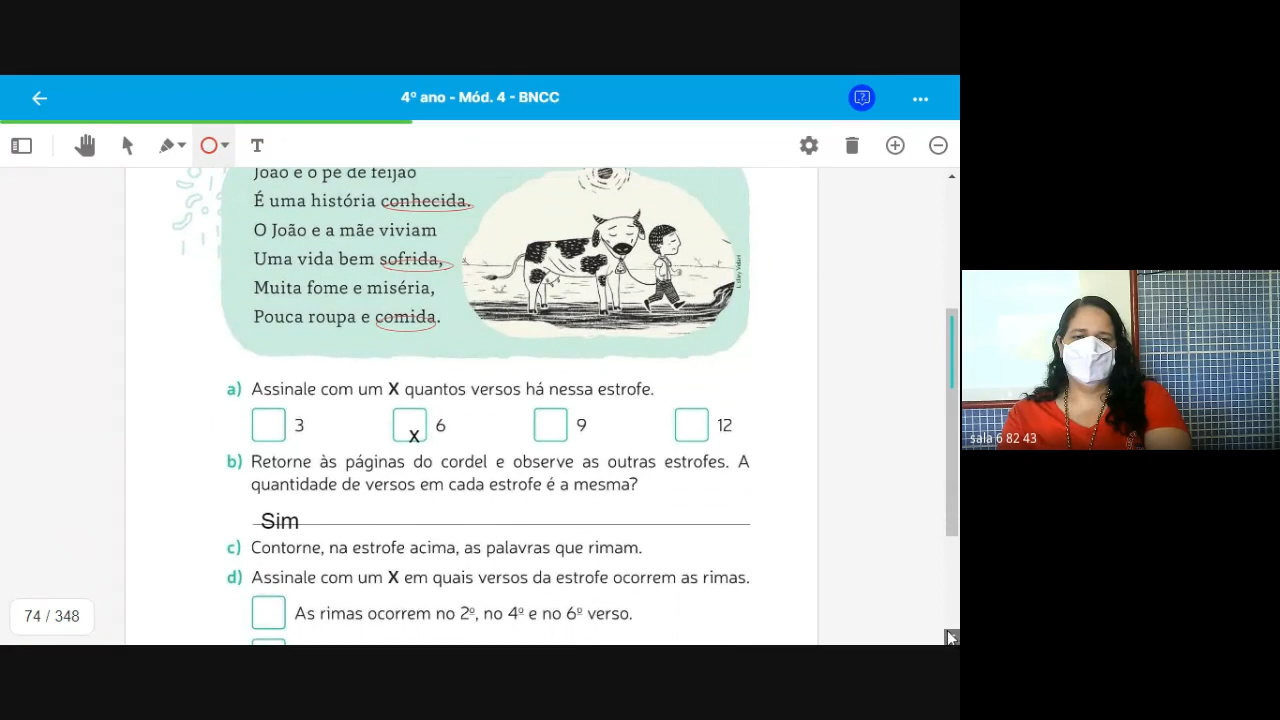 4º ano - Mód. 4 - BNCC
T
João e o pé de feijão
É uma história conhecida.
O João e a mãe viviam
Uma vida bem sofrida,
Muita fome e miséria,
Pouca roupa e comida.
a) Assinale com um X quantos versos há nessa estrofe.
3 x 6 9 12
b) Retorne às páginas do cordel e observe as outras estrofes. A
quantidade de versos em cada estrofe é a mesma?
Sim
c) Contorne, na estrofe acima, as palavras que rimam.
d) Assinale com um X em quais versos da estrofe ocorrem as rimas.
As rimas ocorrem no 2º, no 4º e no 6º verso.
74 / 348
sala 6 82 43